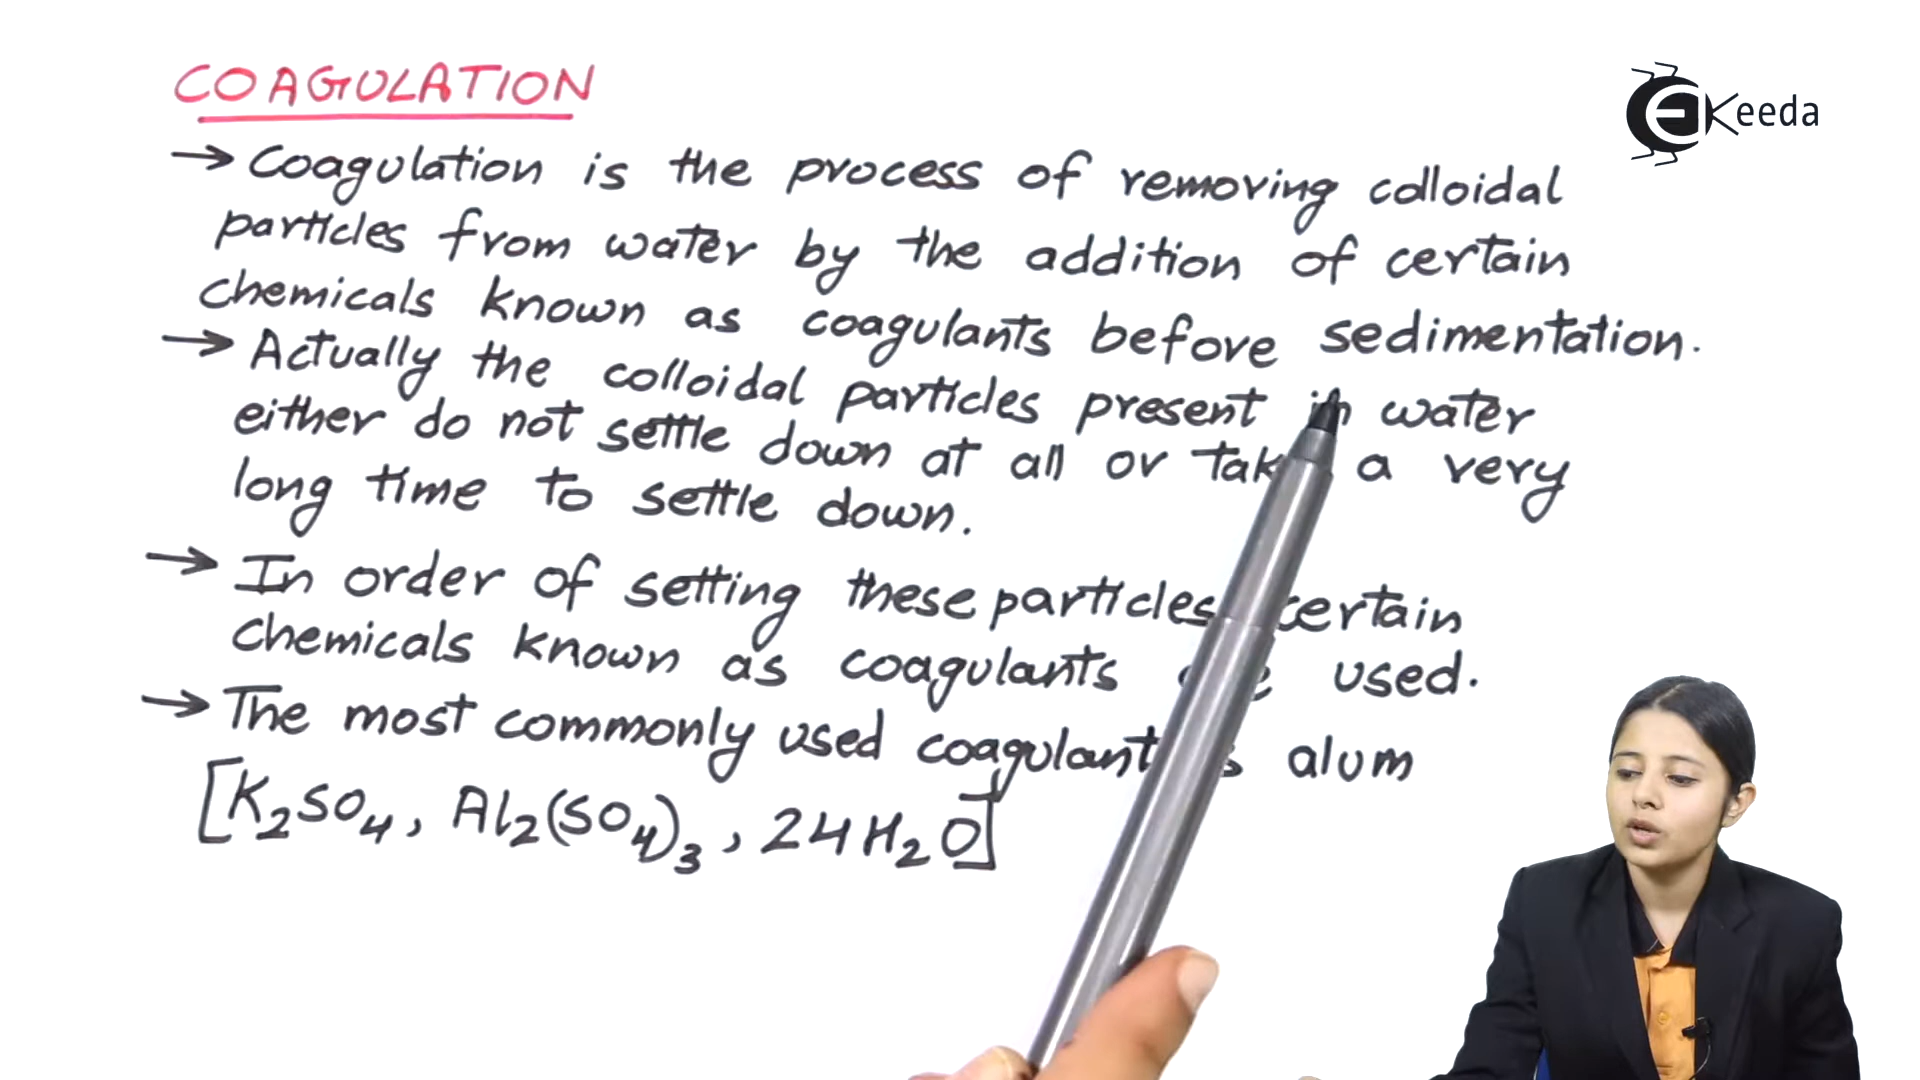 COAGULATION
Keeda
→ Coagulation is the process of removing colloidal
particles from water by the addition of certain
chemicals known as coagulants before sedimentation.
→ Actually the colloidal particles present in water
either do not settle down at all or tak a very
long time to settle down.
→ In order of setting these particles certain
chemicals known as coagulants used.
→ The most commonly used coagulant alum
[K₂SO₄, Al₂(SO₄)₃, 24H₂O]